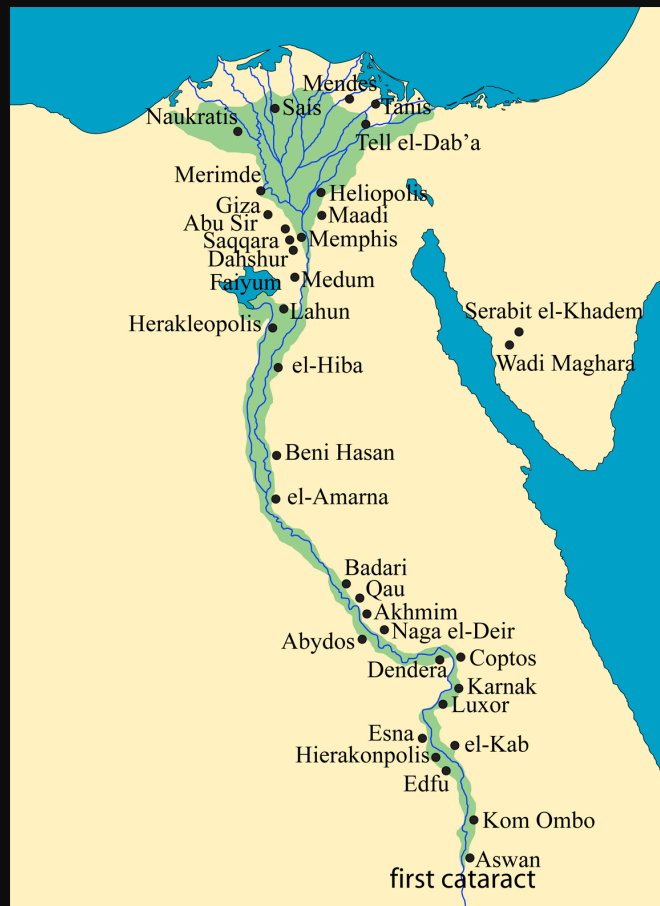 Mendes
Sais
Tanis
Naukratis
Tell el-Dab’a
Merimde
Heliopolis
Giza
Maadi
Abu Sir
Saqqara
Memphis
Dahshur
Faiyum
Medum
Lahun
Serabit el-Khadem
Herakleopolis
Wadi Maghara
el-Hiba
Beni Hasan
el-Amarna
Badari
Qau
Akhmim
Naga el-Deir
Abydos
Coptos
Dendera
Karnak
Luxor
Esna
el-Kab
Hierakonpolis
Edfu
Kom Ombo
Aswan
first cataract